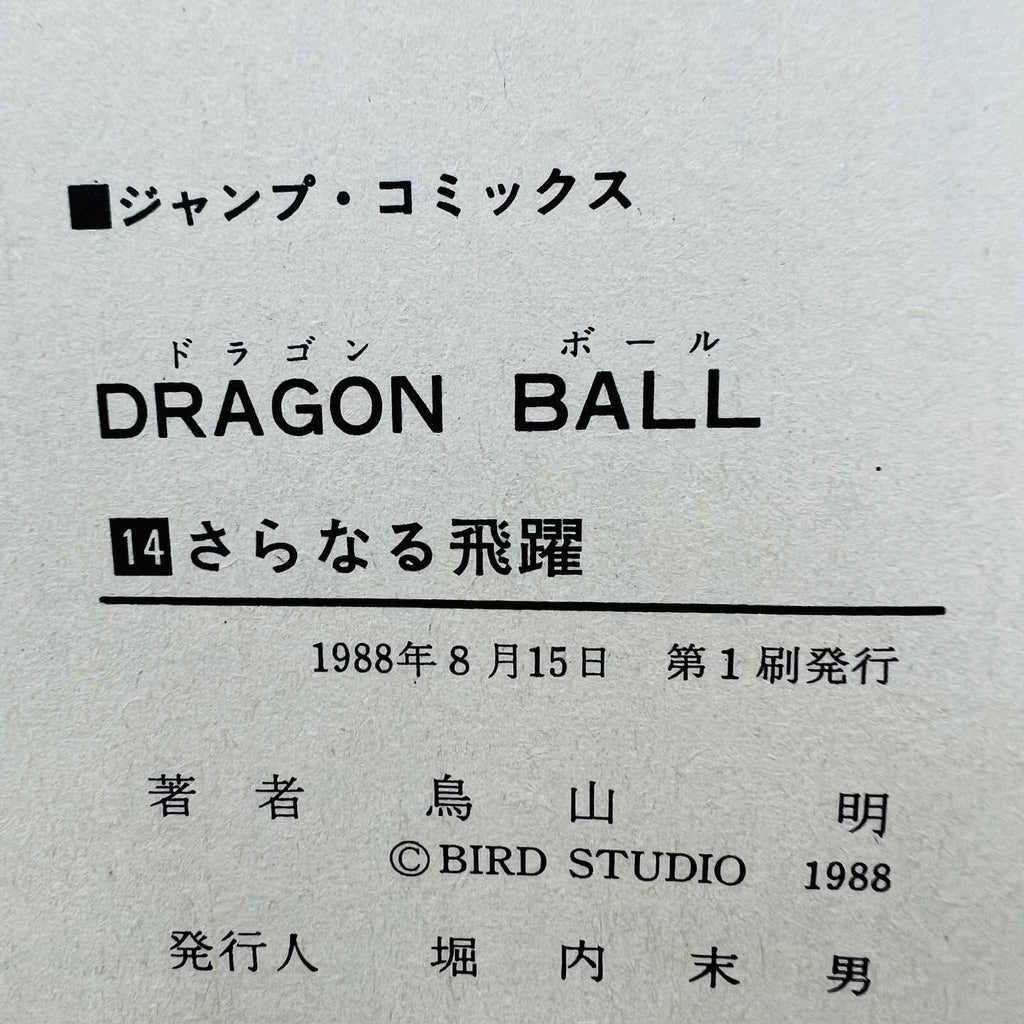 ■ジャンプ・コミックス
ドラゴン ボール
DRAGON BALL
14 さらなる飛躍
1988年8月15日 第1刷発行
著者 鳥山 明
©BIRD STUDIO 1988
発行人 堀内末男